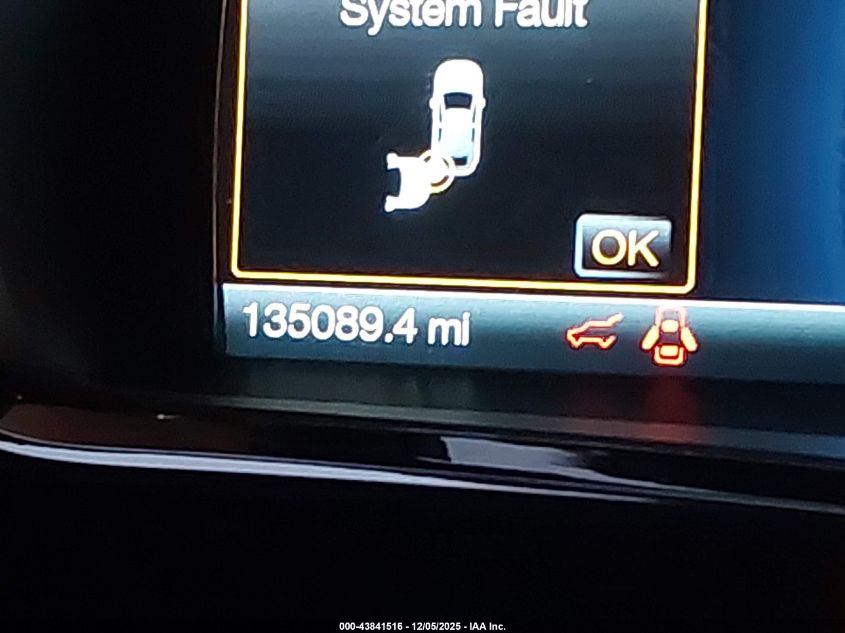 System Fault
OK
135089.4 mi
000-43841516 - 12/05/2025 - IAA Inc.